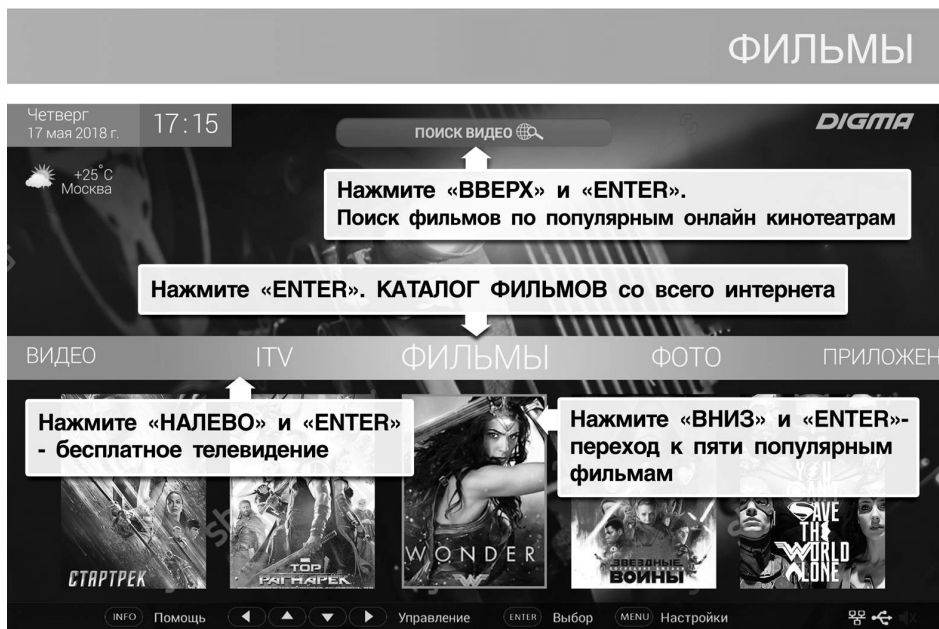 ФИЛЬМЫ
Четверг
17 мая 2018 г.
17:15
+25°C
Москва
ПОИСК ВИДЕО
DIGMA
Нажмите «ВВЕРХ» и «ENTER».
Поиск фильмов по популярным онлайн кинотеатрам
Нажмите «ENTER». КАТАЛОГ ФИЛЬМОВ со всего интернета
ВИДЕО ITV ФИЛЬМЫ ФОТО ПРИЛОЖЕН
Нажмите «НАЛЕВО» и «ENTER»
- бесплатное телевидение
Нажмите «ВНИЗ» и «ENTER»-
переход к пяти популярным
фильмам
СТАРТРЕК
ТОР
РАГНАРЕК
WONDER
ЗВЕЗДНЫЕ
ВОЙНЫ
SAVE
THE
WORLD
ALONE
INFO Помощь Управление ENTER Выбор MENU Настройки